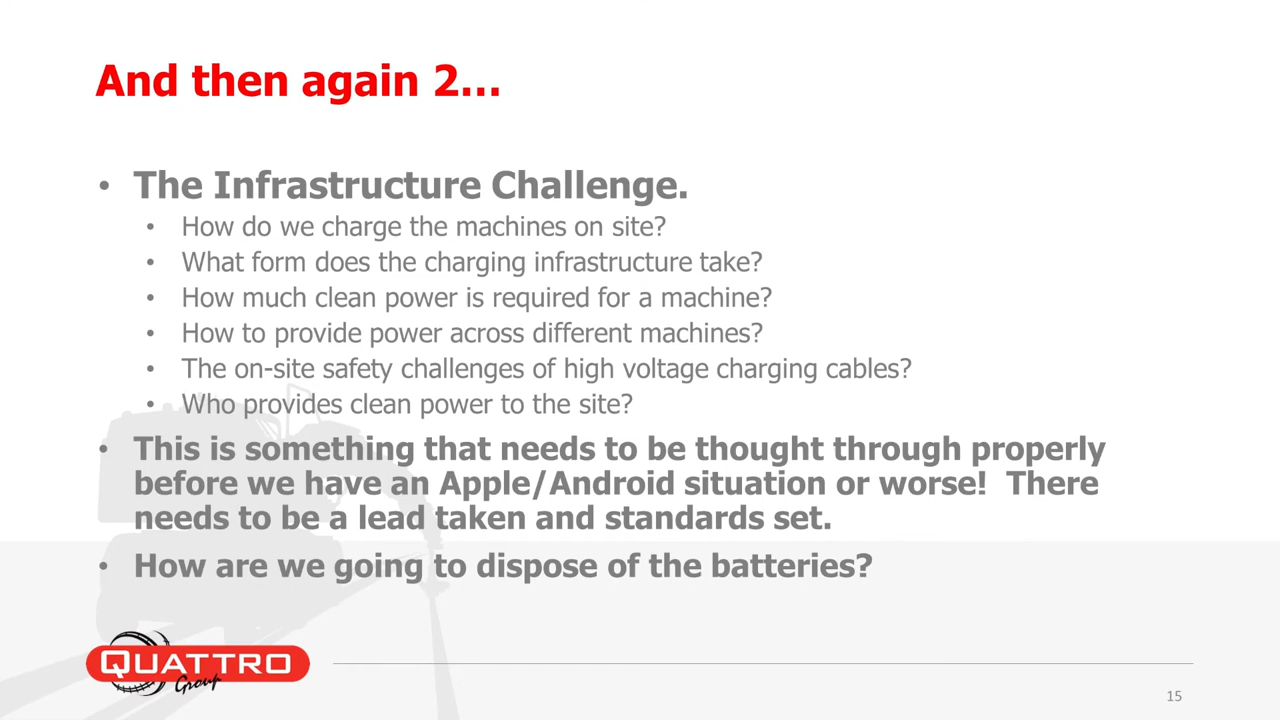 And then again 2…
• The Infrastructure Challenge.
• How do we charge the machines on site?
• What form does the charging infrastructure take?
• How much clean power is required for a machine?
• How to provide power across different machines?
• The on-site safety challenges of high voltage charging cables?
• Who provides clean power to the site?
• This is something that needs to be thought through properly
before we have an Apple/Android situation or worse!  There
needs to be a lead taken and standards set.
• How are we going to dispose of the batteries?
QUATTRO
Group
15